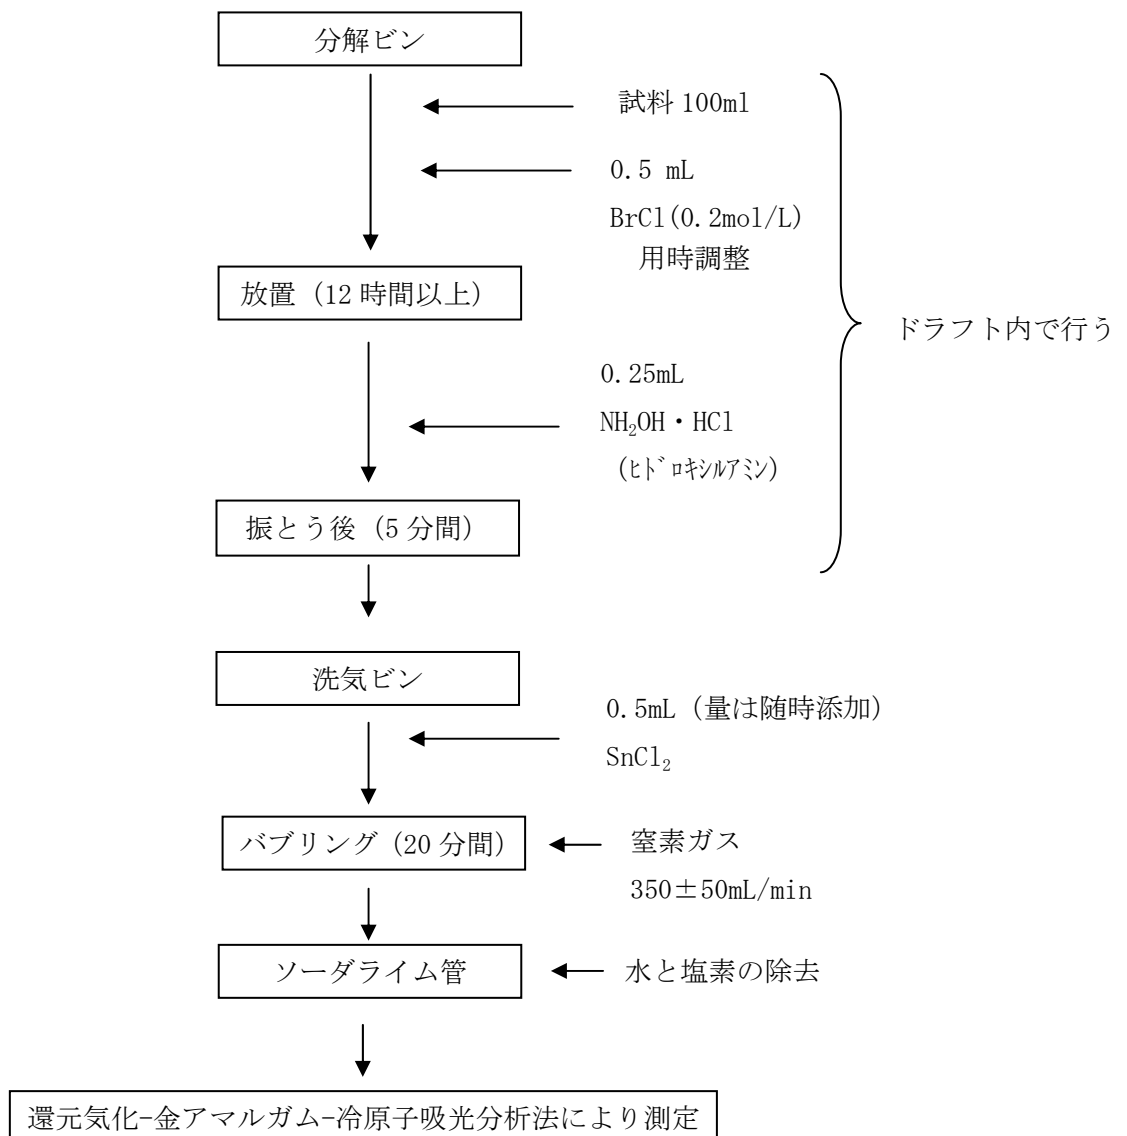 分解ビン
試料 100ml
0.5 mL
BrCl(0.2mol/L)
用時調整
放置（12 時間以上）
ドラフト内で行う
0.25mL
NH₂OH・HCl
（ﾋﾄﾞﾛｷｼﾙｱﾐﾝ）
振とう後（5 分間）
洗気ビン
0.5mL（量は随時添加）
SnCl₂
バブリング（20 分間）
窒素ガス
350±50mL/min
ソーダライム管
水と塩素の除去
還元気化-金アマルガム-冷原子吸光分析法により測定